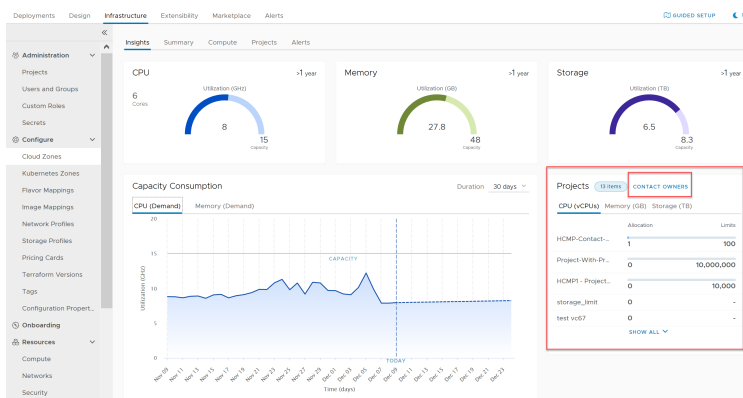 Deployments Design Infrastructure Extensibility Marketplace Alerts GUIDED SETUP
Insights Summary Compute Projects Alerts
Administration
Projects
Users and Groups
Custom Roles
Secrets
Configure
Cloud Zones
Kubernetes Zones
Flavor Mappings
Image Mappings
Network Profiles
Storage Profiles
Pricing Cards
Terraform Versions
Tags
Configuration Propert...
Onboarding
Resources
Compute
Networks
Security
CPU >1 year
Utilization (GHz)
6
Cores
8
15
Capacity
Memory >1 year
Utilization (GB)
27.8
48
Capacity
Storage >1 year
Utilization (TB)
6.5
8.3
Capacity
Capacity Consumption Duration 30 days
CPU (Demand) Memory (Demand)
Utilization (GHz)
20
15
10
5
0
CAPACITY
TODAY
Nov 09 Nov 11 Nov 13 Nov 15 Nov 17 Nov 19 Nov 21 Nov 23 Nov 25 Nov 27 Nov 29 Dec 01 Dec 03 Dec 05 Dec 07 Dec 09 Dec 11 Dec 13 Dec 15 Dec 17 Dec 19 Dec 21 Dec 23
Time (days)
Projects 13 items CONTACT OWNERS
CPU (vCPUs) Memory (GB) Storage (TB)
Allocation Limits
HCMP-Contact-... 1 100
Project-With-Pr... 0 10,000,000
HCMP1 - Project... 0 10,000
storage_limit 0 -
test vc67 0 -
SHOW ALL